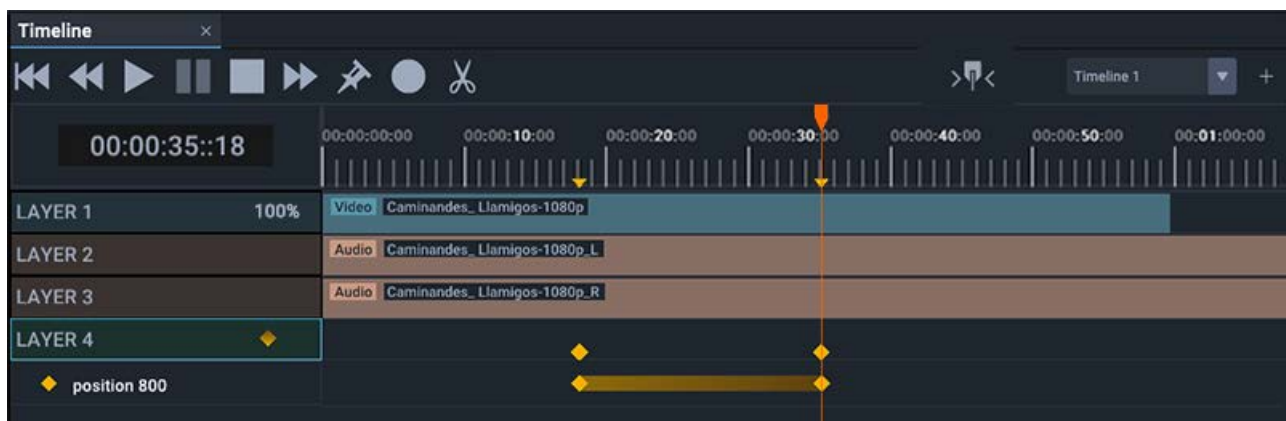 Timeline ×
Timeline 1
00:00:35::18
00:00:00:00 00:00:10:00 00:00:20:00 00:00:30:00 00:00:40:00 00:00:50:00 00:01:00:00
LAYER 1 100% Video Caminandes_ Llamigos-1080p
LAYER 2 Audio Caminandes_ Llamigos-1080p_L
LAYER 3 Audio Caminandes_ Llamigos-1080p_R
LAYER 4
position 800